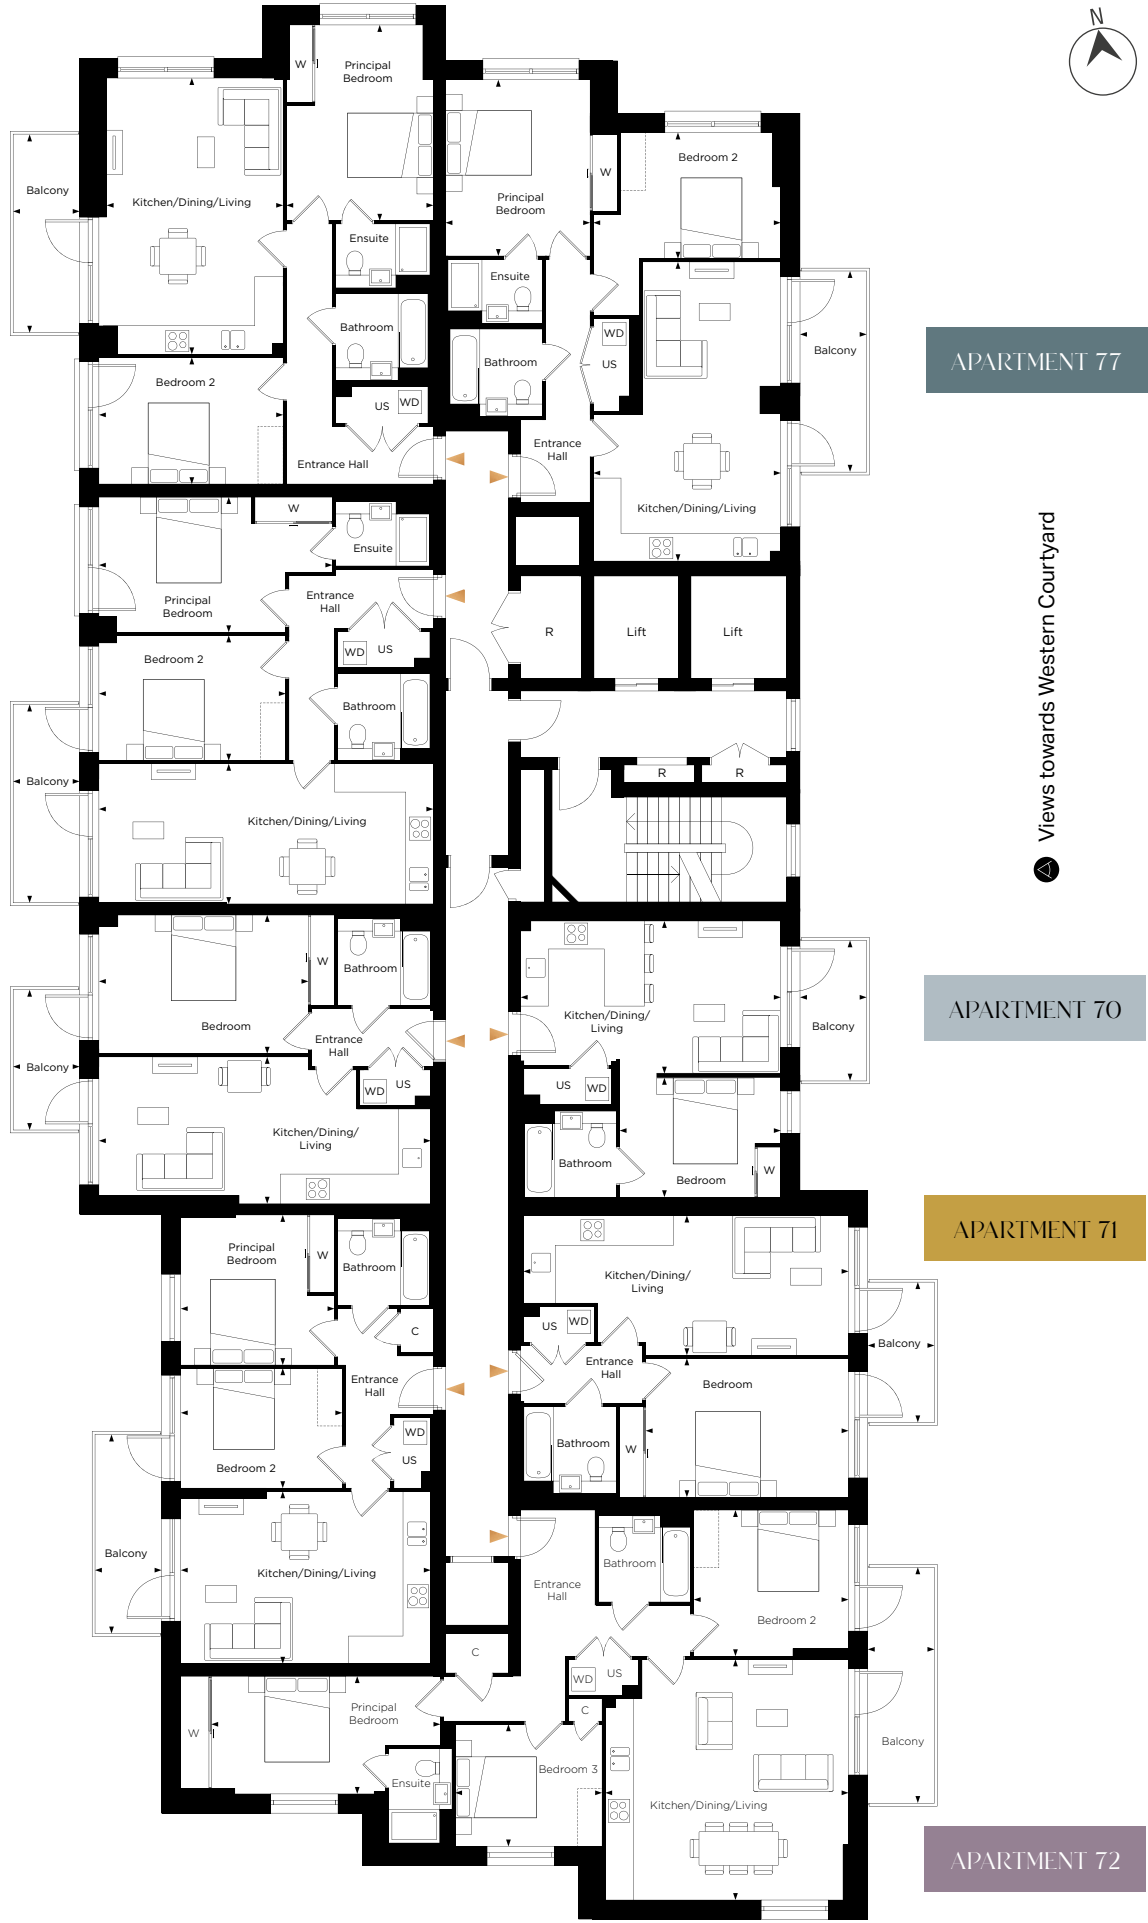 N
W
Principal
Bedroom
Balcony
Kitchen/Dining/Living
Ensuite
Bathroom
Bedroom 2
US
WD
Entrance Hall
Principal
Bedroom
W
Bedroom 2
Ensuite
Bathroom
WD
US
Balcony
Entrance
Hall
Kitchen/Dining/Living
APARTMENT 77
W
Ensuite
Principal
Bedroom
Entrance
Hall
WD
US
Bedroom 2
Bathroom
Balcony
Kitchen/Dining/Living
R
Lift
Lift
R
R
Views towards Western Courtyard
W
Bathroom
Bedroom
Entrance
Hall
Balcony
WD
US
Kitchen/Dining/
Living
Kitchen/Dining/
Living
Balcony
US
WD
Bathroom
W
Bedroom
APARTMENT 70
Principal
Bedroom
W
Bathroom
C
Entrance
Hall
WD
US
Bedroom 2
Balcony
Kitchen/Dining/Living
APARTMENT 71
Kitchen/Dining/
Living
US
WD
Balcony
Entrance
Hall
Bedroom
Bathroom
W
Bathroom
Entrance
Hall
Bedroom 2
C
WD
US
C
Principal
Bedroom
W
Ensuite
Bedroom 3
Balcony
Kitchen/Dining/Living
APARTMENT 72